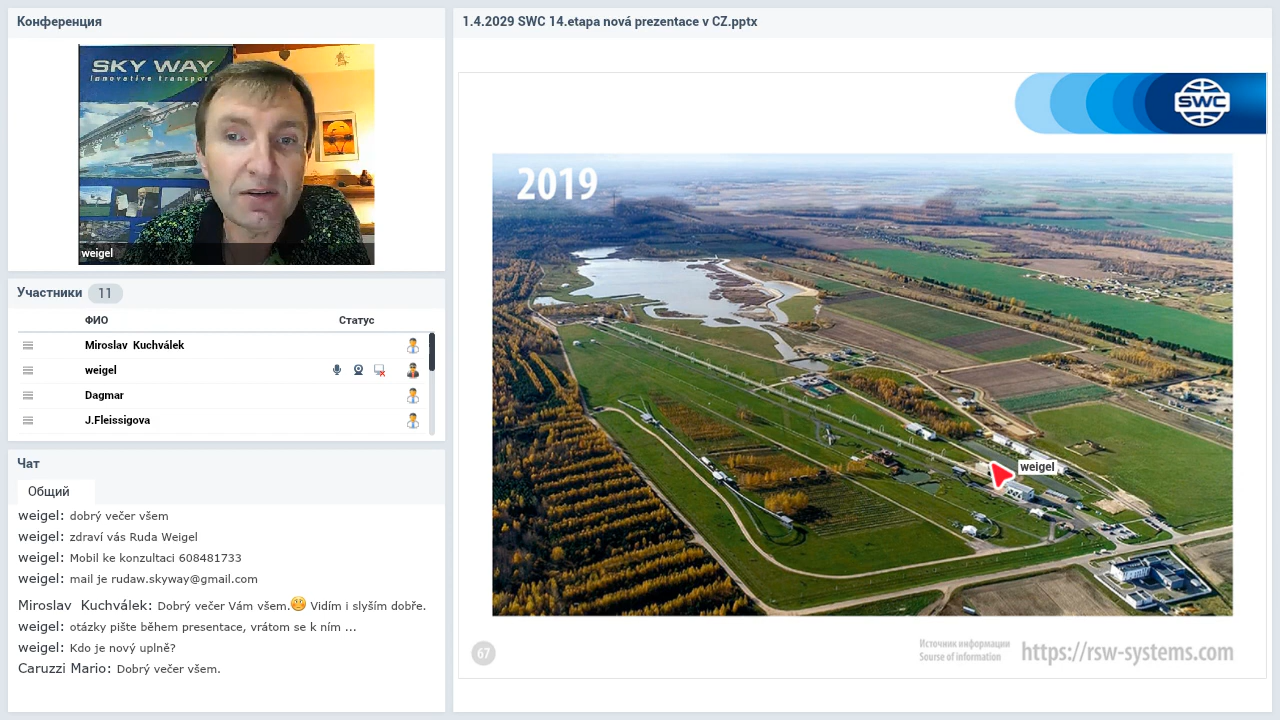 Конференция
SKY WAY
weigel
Участники 11
ФИО Статус
Miroslav Kuchválek
weigel
Dagmar
J.Fleissigova
Чат
Общий
weigel: dobrý večer všem
weigel: zdraví vás Ruda Weigel
weigel: Mobil ke konzultaci 608481733
weigel: mail je rudaw.skyway@gmail.com
Miroslav Kuchválek: Dobrý večer Vám všem. Vidím i slyším dobře.
weigel: otázky pište během presentace, vrátom se k ním ...
weigel: Kdo je nový uplně?
Caruzzi Mario: Dobrý večer všem.
1.4.2029 SWC 14.etapa nová prezentace v CZ.pptx
SWC
2019
weigel
67
Источник информации
Sourse of information
https://rsw-systems.com